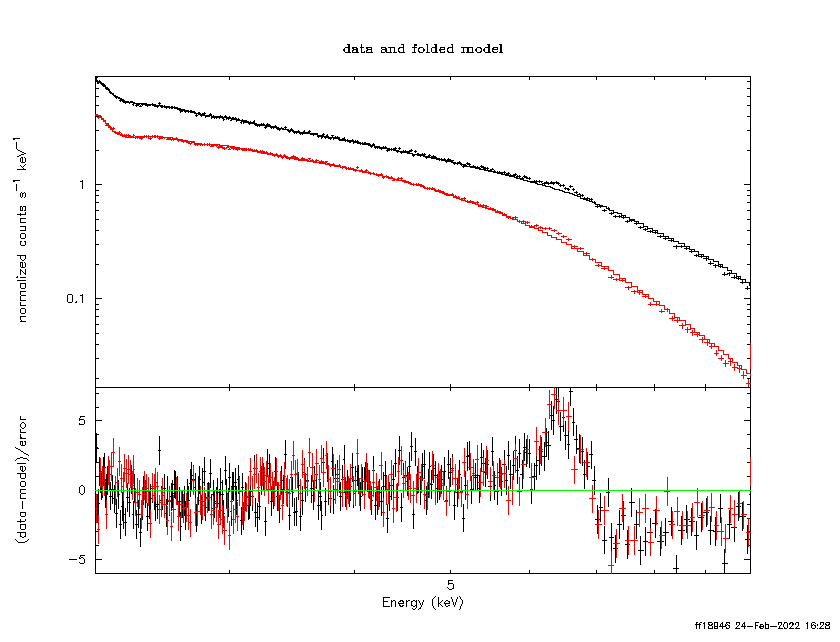 data and folded model
normalized counts s⁻¹ keV⁻¹
1
0.1
(data-model)/error
5
0
−5
5
Energy (keV)
ff18946 24-Feb-2022 16:28